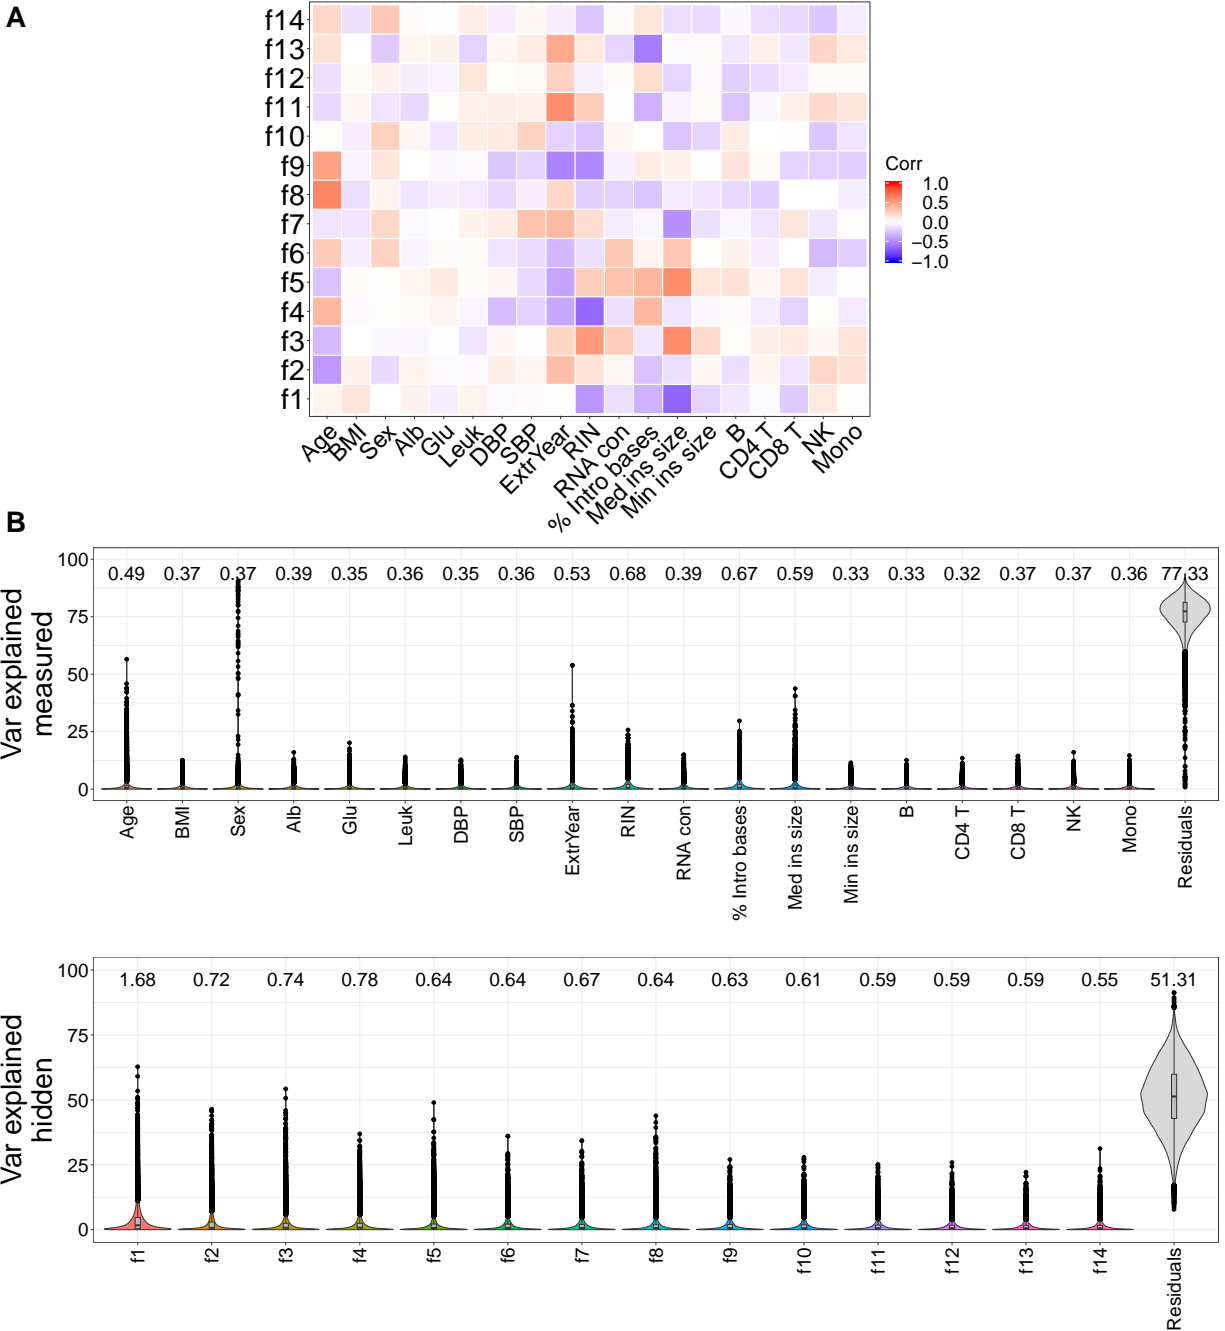 A
f14
f13
f12
f11
f10
f9
f8
f7
f6
f5
f4
f3
f2
f1
Age
BMI
Sex
Alb
Glu
Leuk
DBP
SBP
ExtrYear
RIN
RNA con
% Intro bases
Med ins size
Min ins size
B
CD4 T
CD8 T
NK
Mono
Corr
1.0
0.5
0.0
−0.5
−1.0
B
Var explained
measured
100
75
50
25
0
0.49 0.37 0.37 0.39 0.35 0.36 0.35 0.36 0.53 0.68 0.39 0.67 0.59 0.33 0.33 0.32 0.37 0.37 0.36 77.33
Age
BMI
Sex
Alb
Glu
Leuk
DBP
SBP
ExtrYear
RIN
RNA con
% Intro bases
Med ins size
Min ins size
B
CD4 T
CD8 T
NK
Mono
Residuals
Var explained
hidden
100
75
50
25
0
1.68 0.72 0.74 0.78 0.64 0.64 0.67 0.64 0.63 0.61 0.59 0.59 0.59 0.55 51.31
f1
f2
f3
f4
f5
f6
f7
f8
f9
f10
f11
f12
f13
f14
Residuals